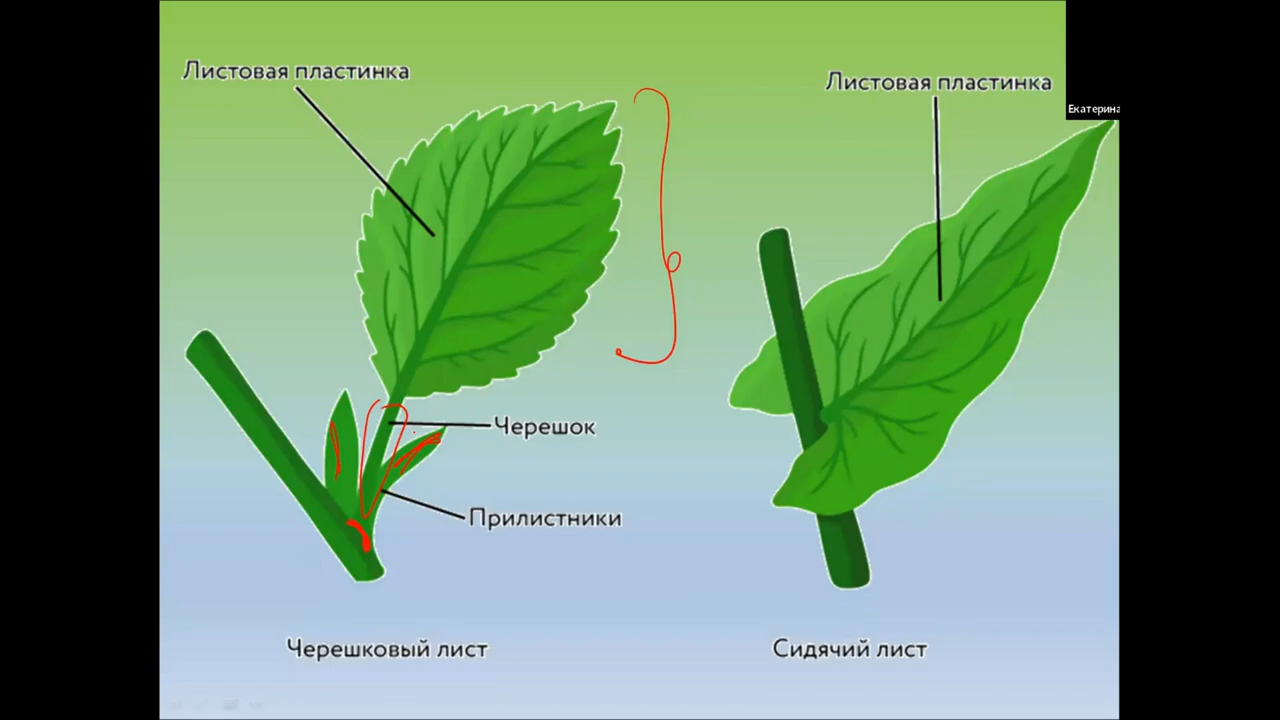 Листовая пластинка
Листовая пластинка
Екатерина
Черешок
Прилистники
Черешковый лист
Сидячий лист